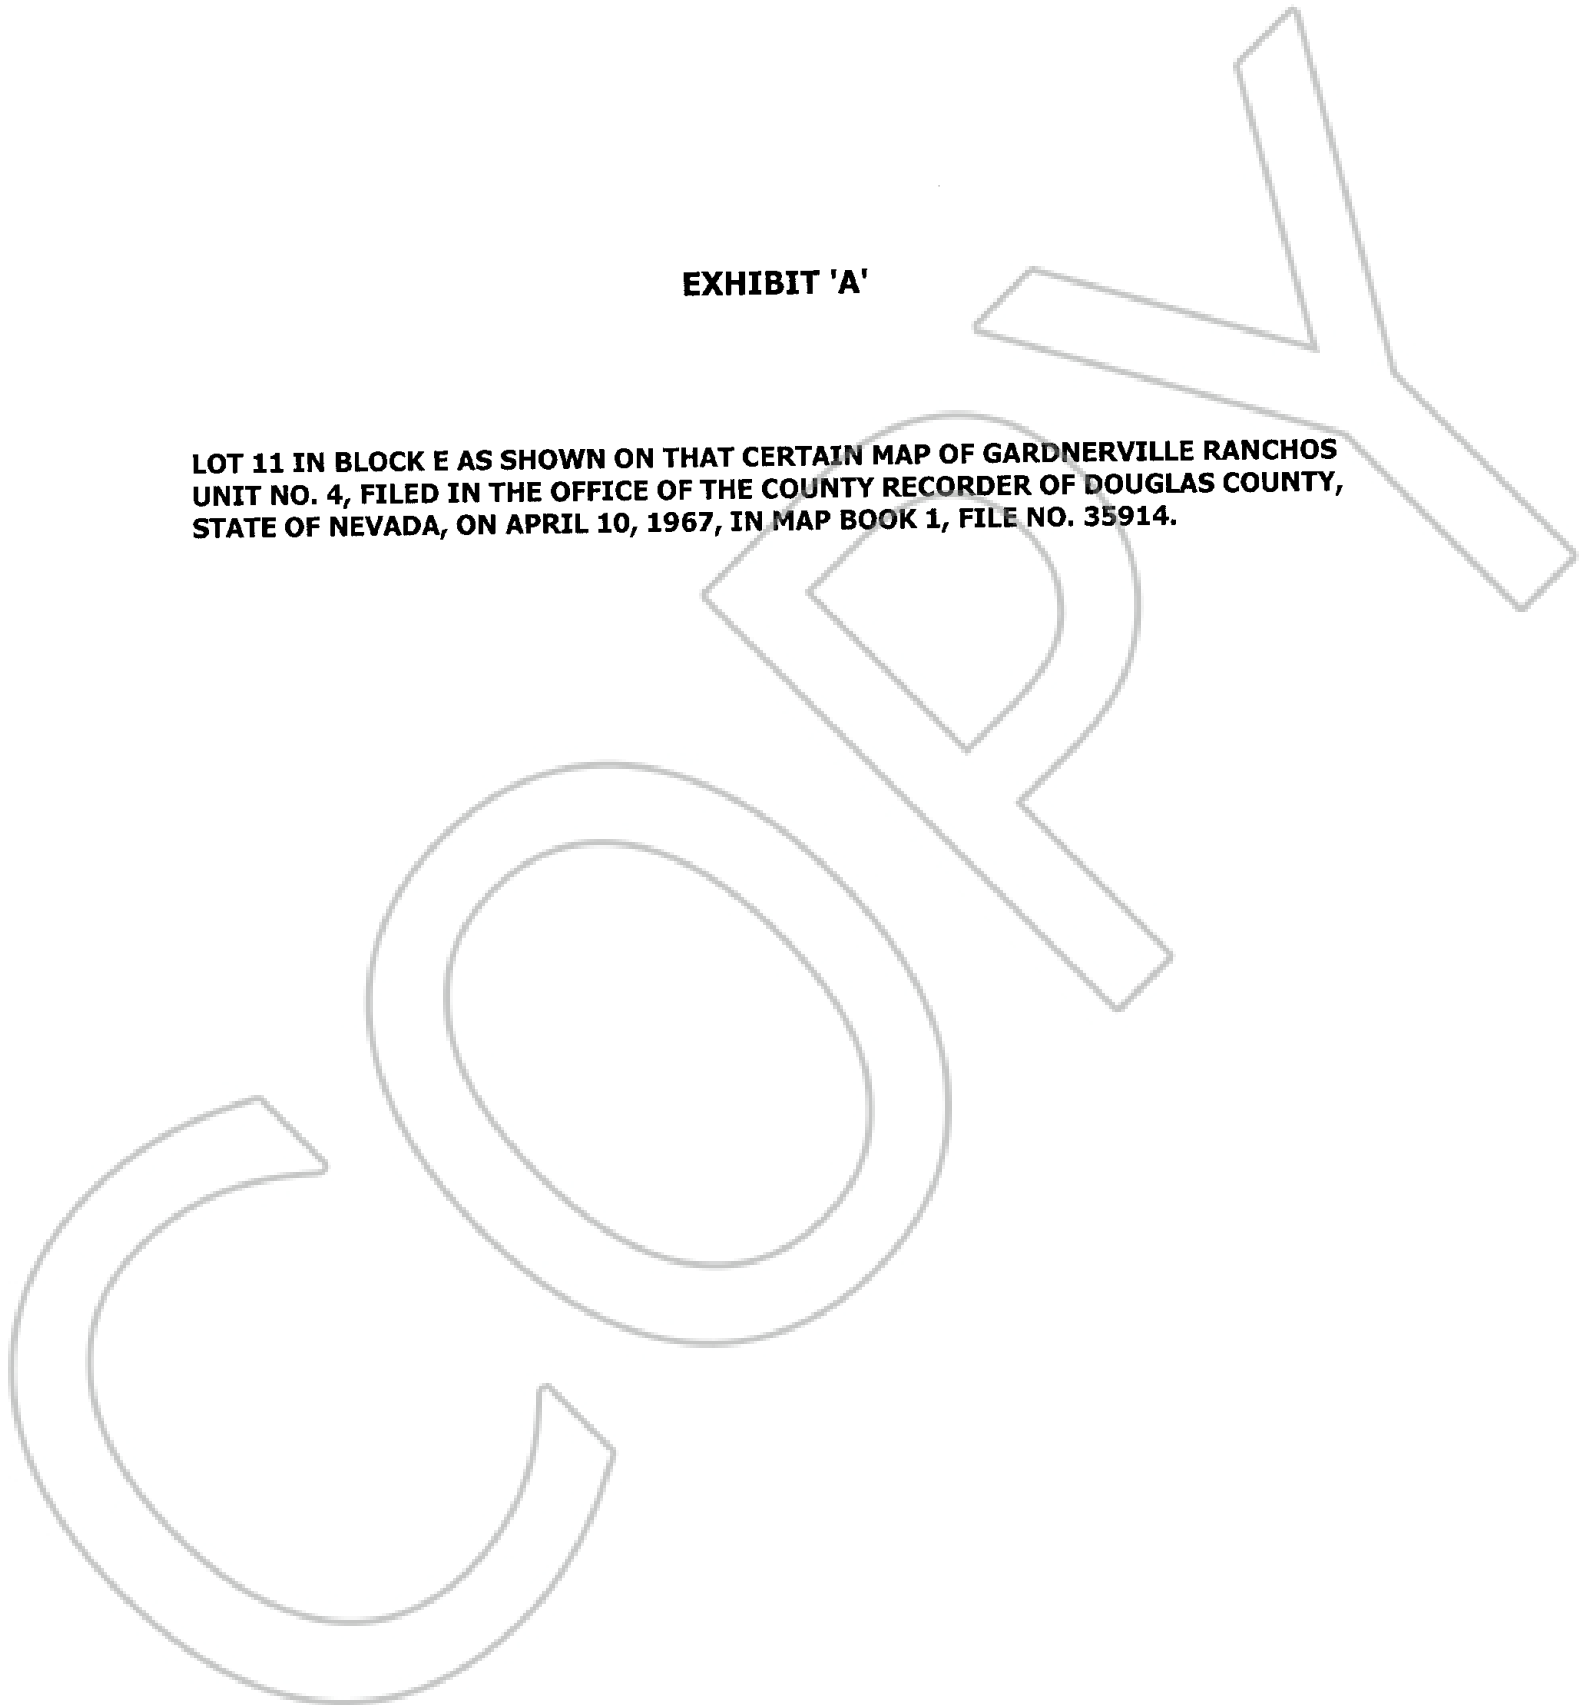 EXHIBIT 'A'
LOT 11 IN BLOCK E AS SHOWN ON THAT CERTAIN MAP OF GARDNERVILLE RANCHOS
UNIT NO. 4, FILED IN THE OFFICE OF THE COUNTY RECORDER OF DOUGLAS COUNTY,
STATE OF NEVADA, ON APRIL 10, 1967, IN MAP BOOK 1, FILE NO. 35914.
COPY